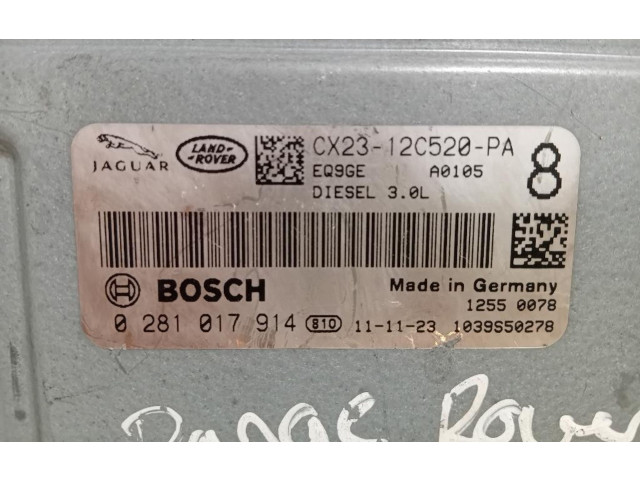 JAGUAR LAND-ROVER CX23-12C520-PA 8
EQ9GE A0105
DIESEL 3.0L
BOSCH Made in Germany
1255 0078
0 281 017 914 810 11-11-23 1039S50278
Range Rover